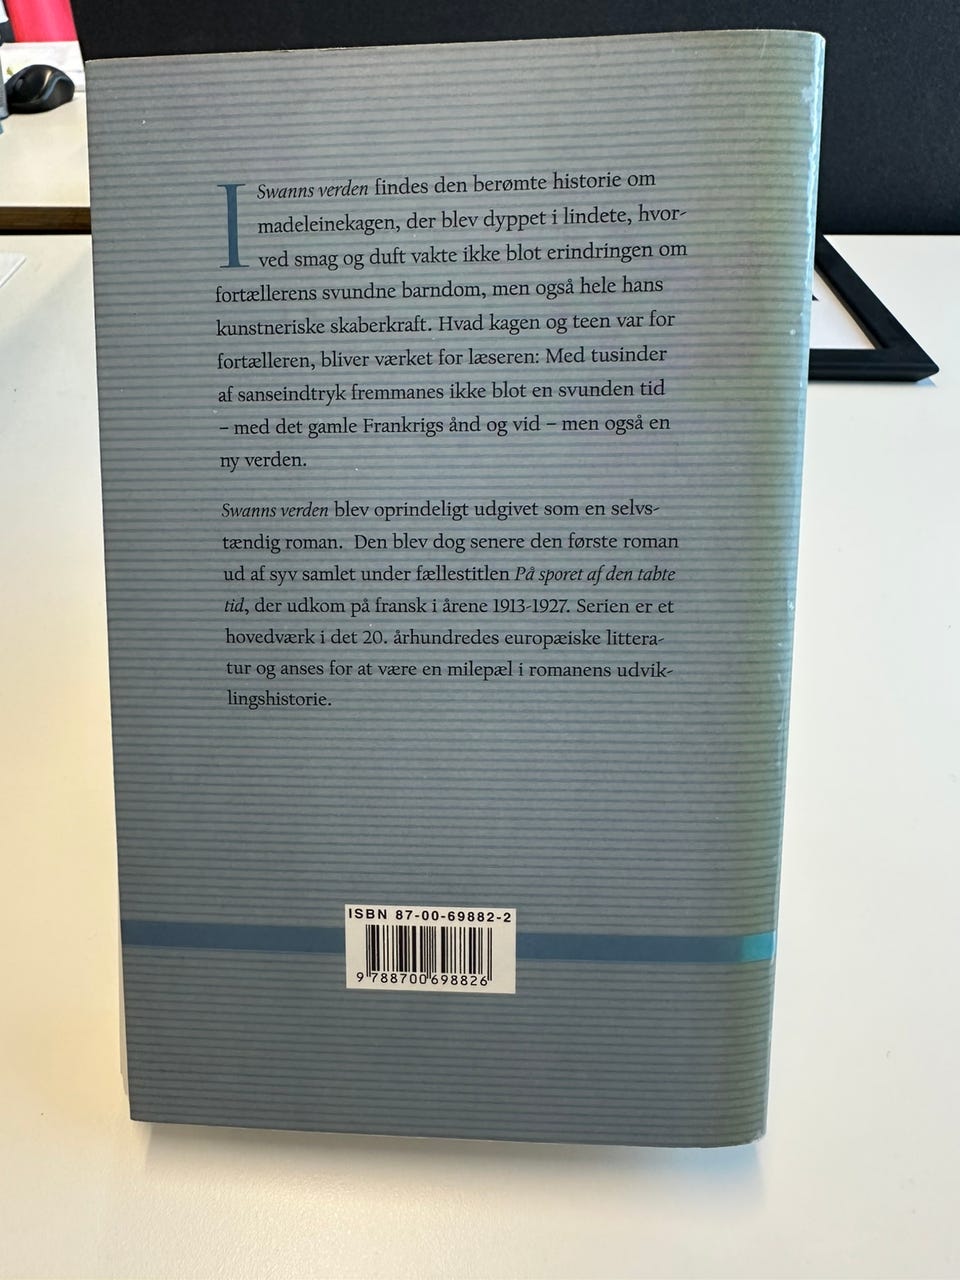 I Swanns verden findes den berømte historie om
madeleinekagen, der blev dyppet i lindete, hvor-
ved smag og duft vakte ikke blot erindringen om
fortællerens svundne barndom, men også hele hans
kunstneriske skaberkraft. Hvad kagen og teen var for
fortælleren, bliver værket for læseren: Med tusinder
af sanseindtryk fremmanes ikke blot en svunden tid
– med det gamle Frankrigs ånd og vid – men også en
ny verden.
Swanns verden blev oprindeligt udgivet som en selvs-
tændig roman. Den blev dog senere den første roman
ud af syv samlet under fællestitlen På sporet af den tabte
tid, der udkom på fransk i årene 1913-1927. Serien er et
hovedværk i det 20. århundredes europæiske littera-
tur og anses for at være en milepæl i romanens udvik-
lingshistorie.
ISBN 87-00-69882-2
9 788700 698826